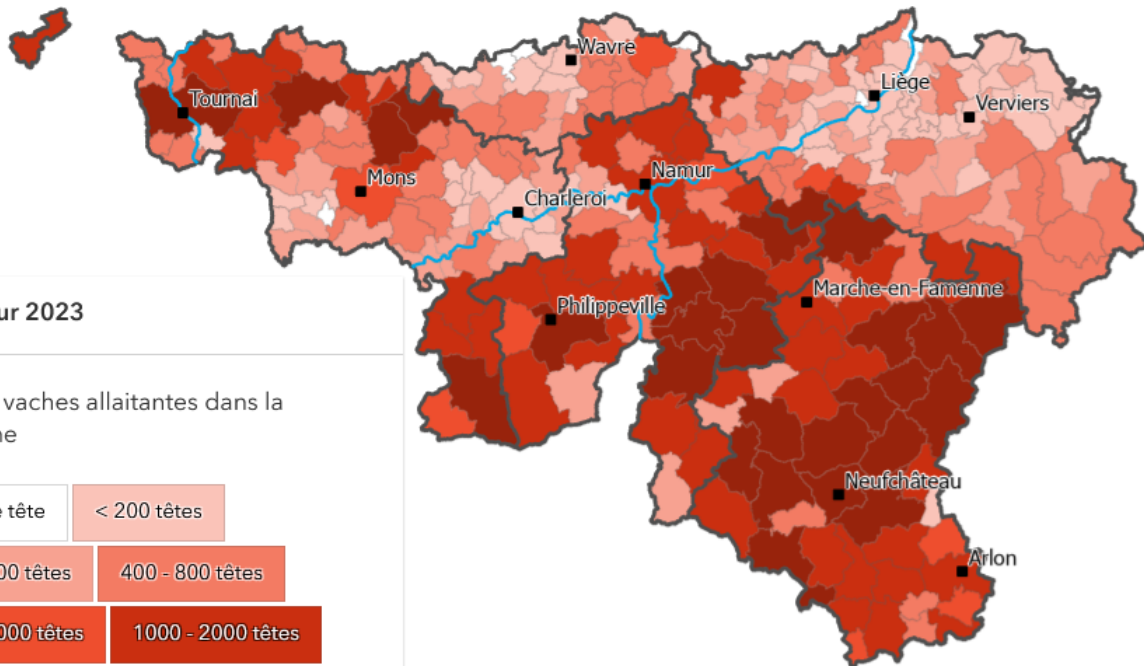 Wavre
Liège
Tournai
Verviers
Namur
Mons
Charleroi
Marche-en-Famenne
Philippeville
ur 2023
vaches allaitantes dans la
ne
tête
< 200 têtes
00 têtes
400 - 800 têtes
000 têtes
1000 - 2000 têtes
Neufchâteau
Arlon